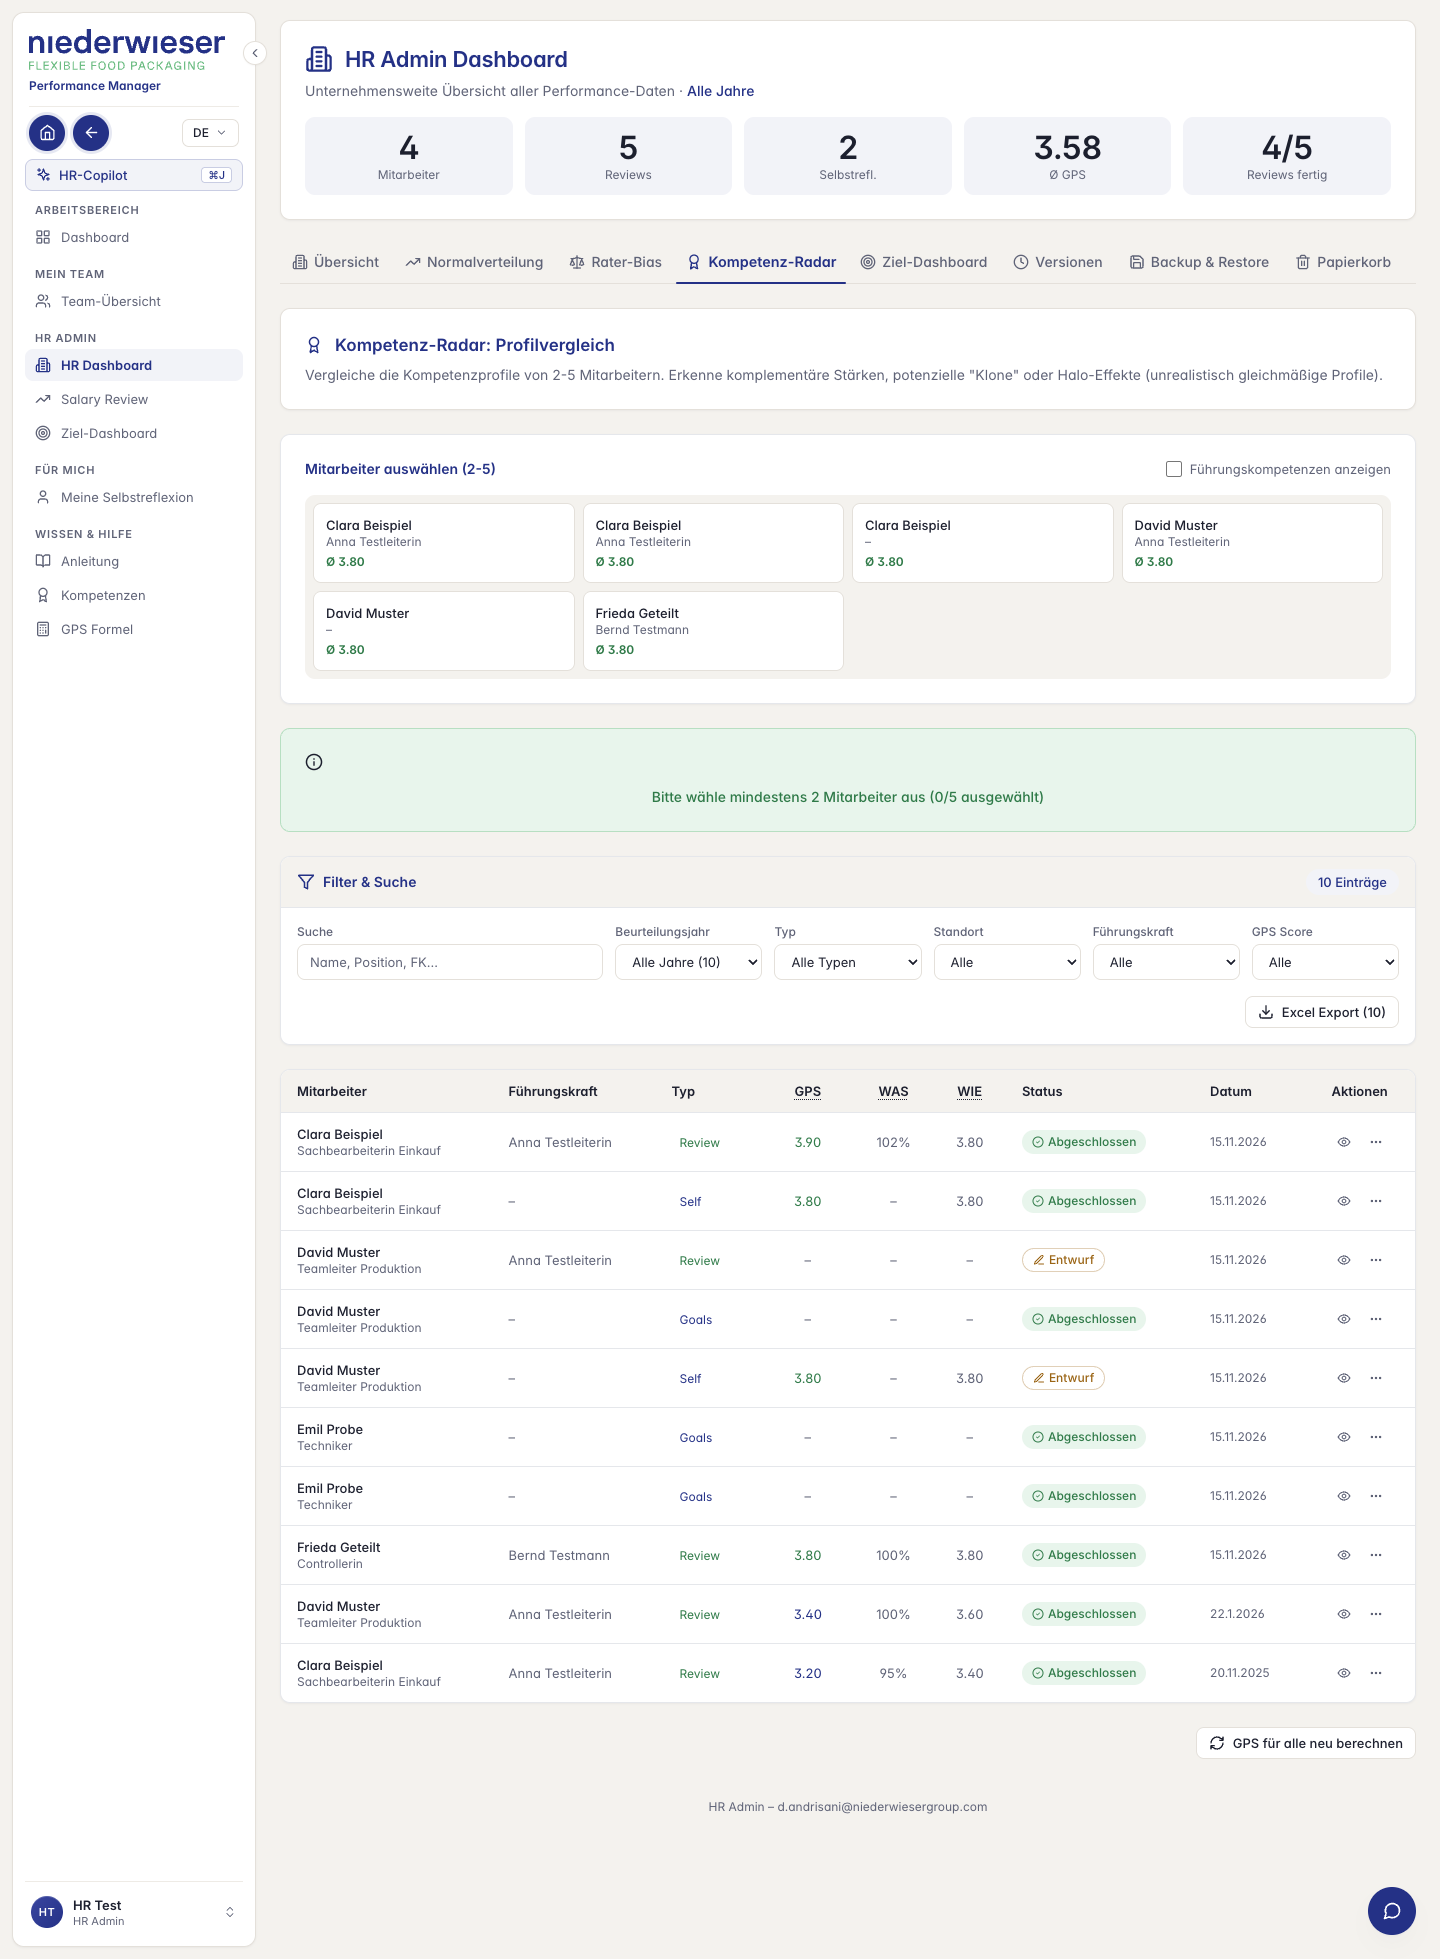 niederwieser
FLEXIBLE FOOD PACKAGING
Performance Manager
DE
HR-Copilot ⌘J
ARBEITSBEREICH
Dashboard
MEIN TEAM
Team-Übersicht
HR ADMIN
HR Dashboard
Salary Review
Ziel-Dashboard
FÜR MICH
Meine Selbstreflexion
WISSEN & HILFE
Anleitung
Kompetenzen
GPS Formel
HT
HR Test
HR Admin
HR Admin Dashboard
Unternehmensweite Übersicht aller Performance-Daten · Alle Jahre
4 5 2 3.58 4/5
Mitarbeiter Reviews Selbstrefl. Ø GPS Reviews fertig
Übersicht Normalverteilung Rater-Bias Kompetenz-Radar Ziel-Dashboard Versionen Backup & Restore Papierkorb
Kompetenz-Radar: Profilvergleich
Vergleiche die Kompetenzprofile von 2-5 Mitarbeitern. Erkenne komplementäre Stärken, potenzielle "Klone" oder Halo-Effekte (unrealistisch gleichmäßige Profile).
Mitarbeiter auswählen (2-5) Führungskompetenzen anzeigen
Clara Beispiel Clara Beispiel Clara Beispiel David Muster
Anna Testleiterin Anna Testleiterin – Anna Testleiterin
Ø 3.80 Ø 3.80 Ø 3.80 Ø 3.80
David Muster Frieda Geteilt
– Bernd Testmann
Ø 3.80 Ø 3.80
Bitte wähle mindestens 2 Mitarbeiter aus (0/5 ausgewählt)
Filter & Suche 10 Einträge
Suche Beurteilungsjahr Typ Standort Führungskraft GPS Score
Name, Position, FK... Alle Jahre (10) Alle Typen Alle Alle Alle
Excel Export (10)
Mitarbeiter Führungskraft Typ GPS WAS WIE Status Datum Aktionen
Clara Beispiel
Sachbearbeiterin Einkauf
Anna Testleiterin Review 3.90 102% 3.80 Abgeschlossen 15.11.2026
Clara Beispiel
Sachbearbeiterin Einkauf
– Self 3.80 – 3.80 Abgeschlossen 15.11.2026
David Muster
Teamleiter Produktion
Anna Testleiterin Review – – – Entwurf 15.11.2026
David Muster
Teamleiter Produktion
– Goals – – – Abgeschlossen 15.11.2026
David Muster
Teamleiter Produktion
– Self 3.80 – 3.80 Entwurf 15.11.2026
Emil Probe
Techniker
– Goals – – – Abgeschlossen 15.11.2026
Emil Probe
Techniker
– Goals – – – Abgeschlossen 15.11.2026
Frieda Geteilt
Controllerin
Bernd Testmann Review 3.80 100% 3.80 Abgeschlossen 15.11.2026
David Muster
Teamleiter Produktion
Anna Testleiterin Review 3.40 100% 3.60 Abgeschlossen 22.1.2026
Clara Beispiel
Sachbearbeiterin Einkauf
Anna Testleiterin Review 3.20 95% 3.40 Abgeschlossen 20.11.2025
GPS für alle neu berechnen
HR Admin – d.andrisani@niederwiesergroup.com